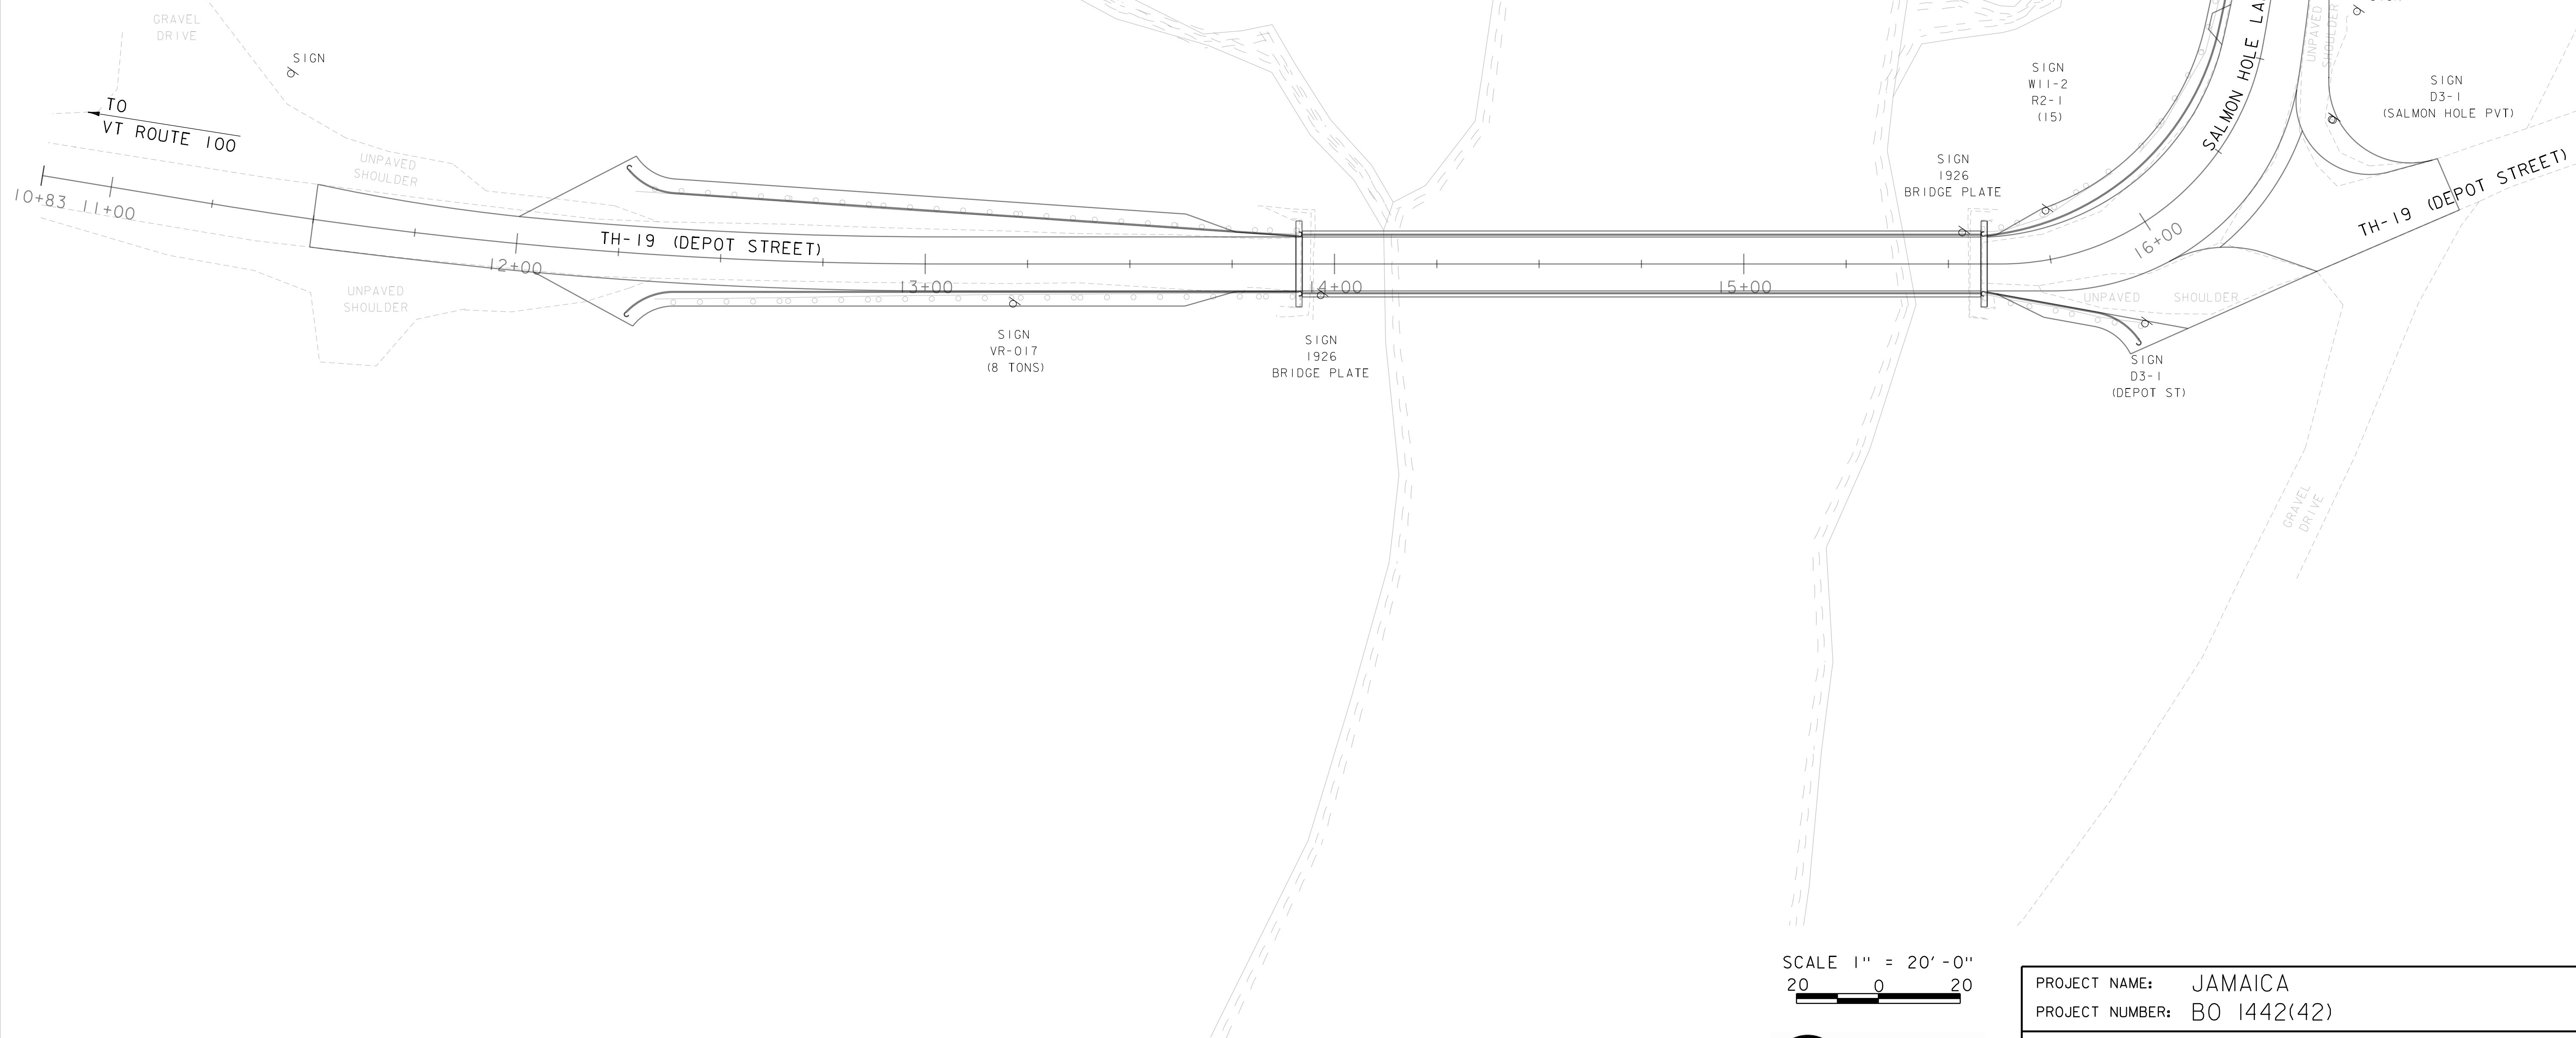 GRAVEL
DRIVE
SIGN
TO
VT ROUTE 100
UNPAVED
SHOULDER
10+83
11+00
UNPAVED
SHOULDER
12+00
TH-19 (DEPOT STREET)
13+00
SIGN
VR-017
(8 TONS)
14+00
SIGN
1926
BRIDGE PLATE
15+00
SIGN
1926
BRIDGE PLATE
SIGN
W11-2
R2-1
(15)
SALMON HOLE
UNPAVED
SHOULDER
SIGN
D3-1
(SALMON HOLE PVT)
16+00
TH-19 (DEPOT STREET)
UNPAVED SHOULDER
SIGN
D3-1
(DEPOT ST)
GRAVEL
DRIVE
SCALE 1" = 20'-0"
20 0 20
PROJECT NAME: JAMAICA
PROJECT NUMBER: BO 1442(42)